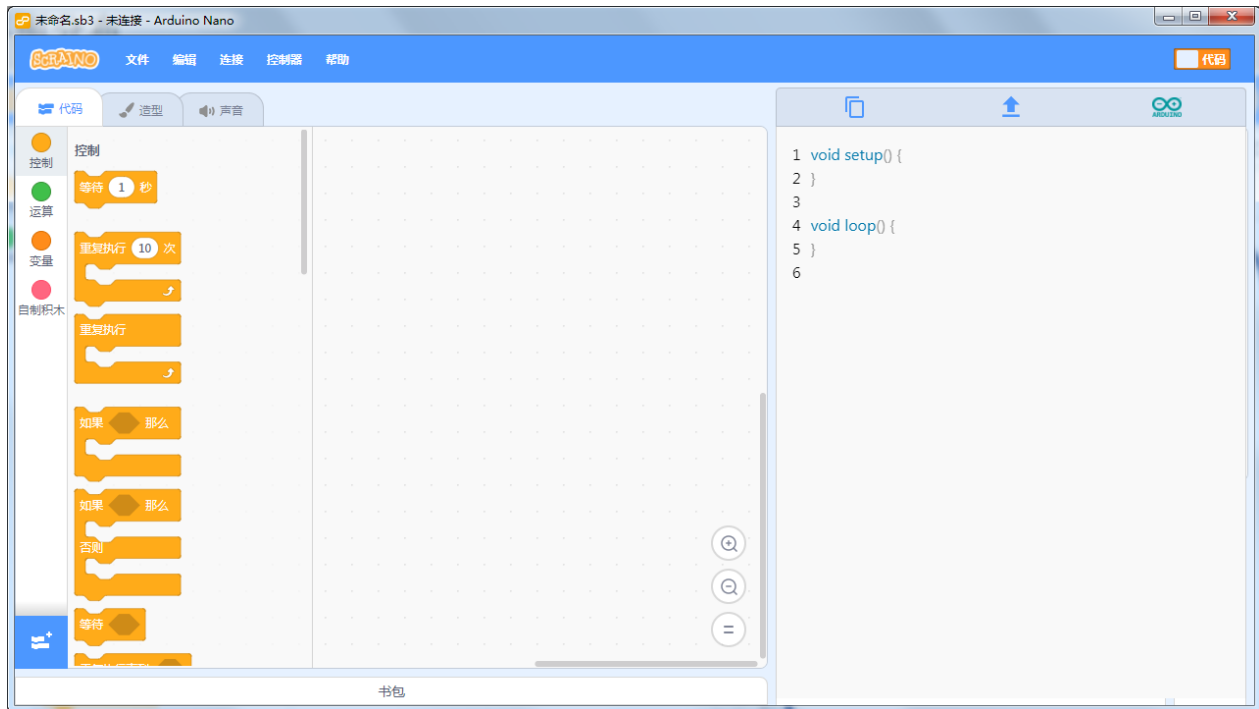 未命名.sb3 - 未连接 - Arduino Nano
SCRAINO 文件 编辑 连接 控制器 帮助 代码
代码 造型 声音
ARDUINO
控制
运算
变量
自制积木
控制
等待 1 秒
重复执行 10 次
重复执行
如果 那么
如果 那么
否则
等待
1 void setup() {
2 }
3
4 void loop() {
5 }
6
书包